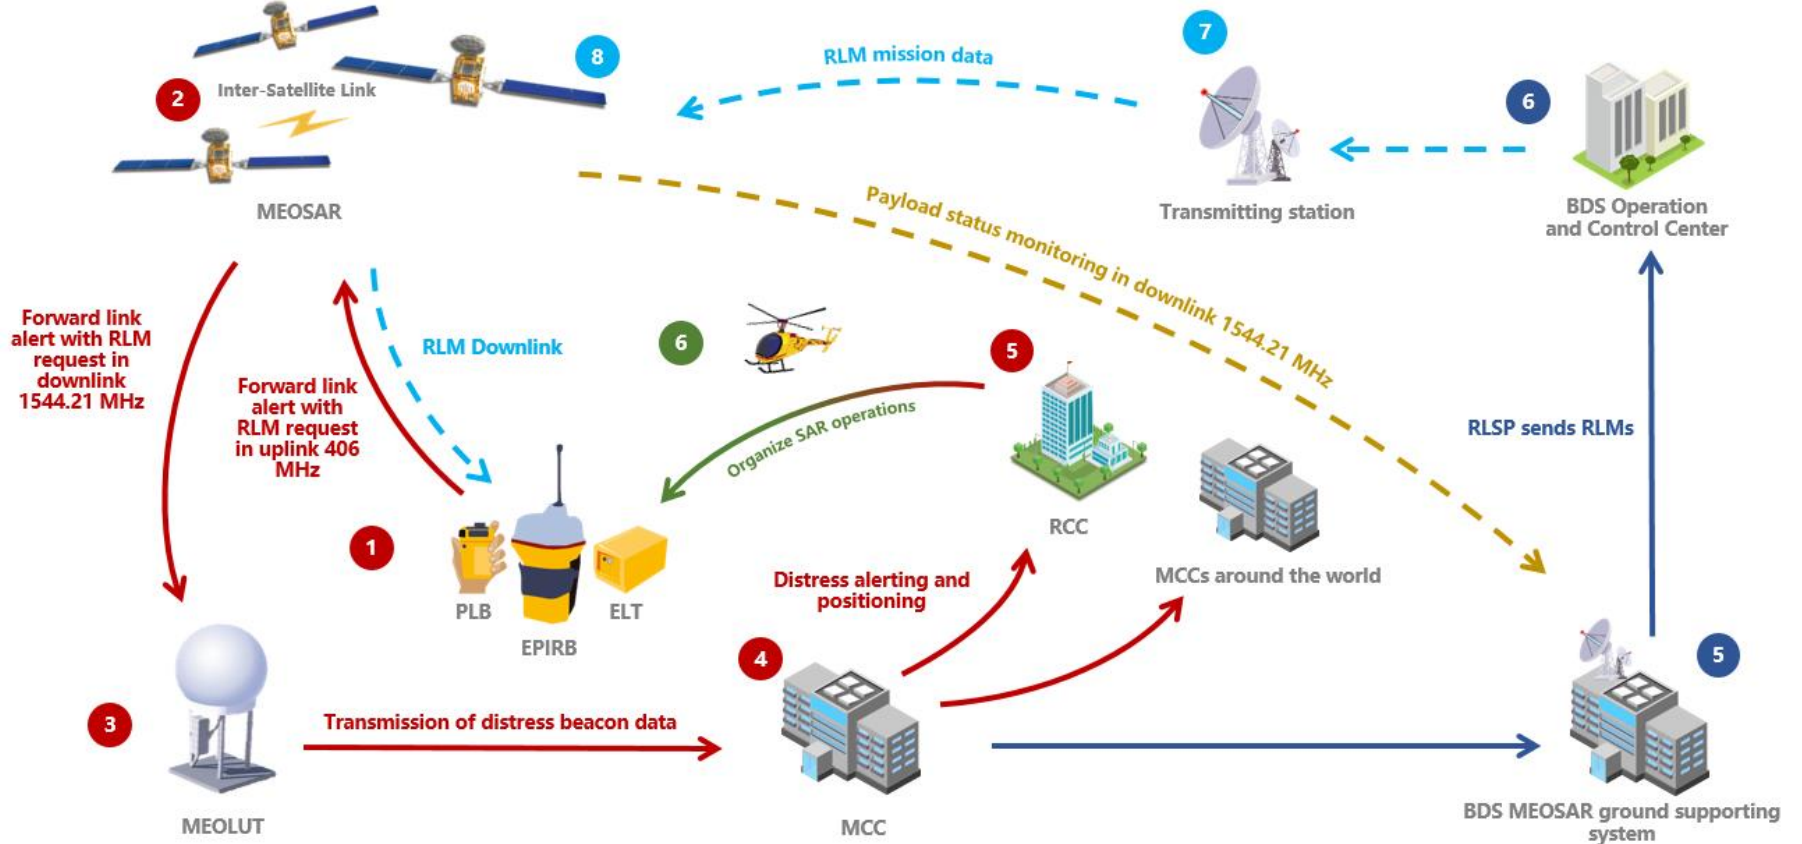 7
RLM mission data
8
Inter-Satellite Link
2
6
MEOSAR
Transmitting station
BDS Operation
and Control Center
Payload status monitoring in downlink 1544.21 MHz
Forward link
alert with RLM
request in
downlink
1544.21 MHz
RLM Downlink
Forward link
alert with
RLM request
in uplink 406
MHz
6
5
Organize SAR operations
RLSP sends RLMs
RCC
1
MCCs around the world
Distress alerting and
positioning
PLB
ELT
EPIRB
4
5
3
Transmission of distress beacon data
MEOLUT
MCC
BDS MEOSAR ground supporting
system